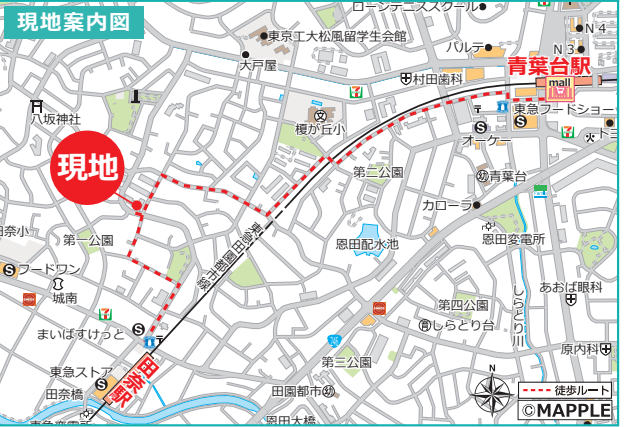 現地案内図
ローンテニススクール
東京工大松風留学生会館
大戸屋
パルテ
N4
N3
青葉台駅
mall
村田歯科
東急フードショー
八坂神社
文
榎が丘小
オーケー
現地
第二公園
幼青葉台
カローラ
恩田変電所
恩田配水池
第一公園
田奈小
東急田園都市線
フードワン
城南
しらとり川
あおば眼科
第四公園
しらとり台
まいばすけっと
246
原内科
第三公園
東急ストア
田奈駅
田奈橋
田園都市幼
恩田大橋
N
徒歩ルート
©MAPPLE